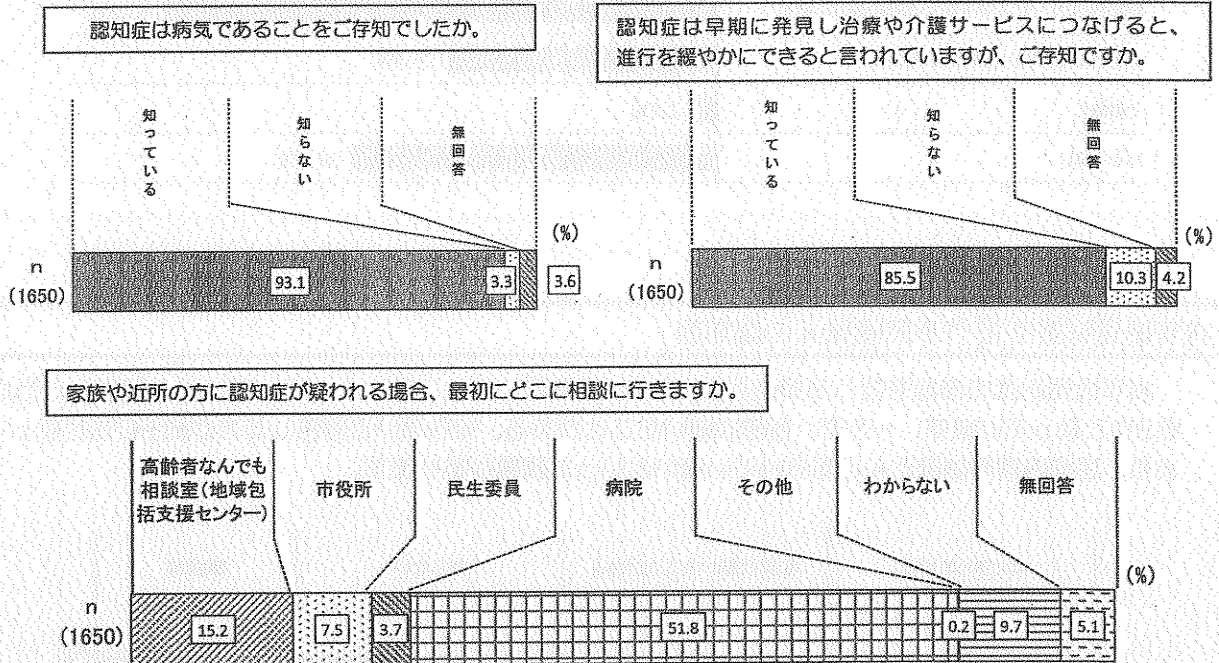 認知症は病気であることをご存知でしたか。
認知症は早期に発見し治療や介護サービスにつなげると、
進行を緩やかにできると言われていますが、ご存知ですか。
知っている
知らない
無回答
(%)
n
(1650)
93.1
3.3
3.6
知っている
知らない
無回答
(%)
n
(1650)
85.5
10.3
4.2
家族や近所の方に認知症が疑われる場合、最初にどこに相談に行きますか。
高齢者なんでも
相談室(地域包
括支援センター)
市役所
民生委員
病院
その他
わからない
無回答
(%)
n
(1650)
15.2
7.5
3.7
51.8
0.2
9.7
5.1